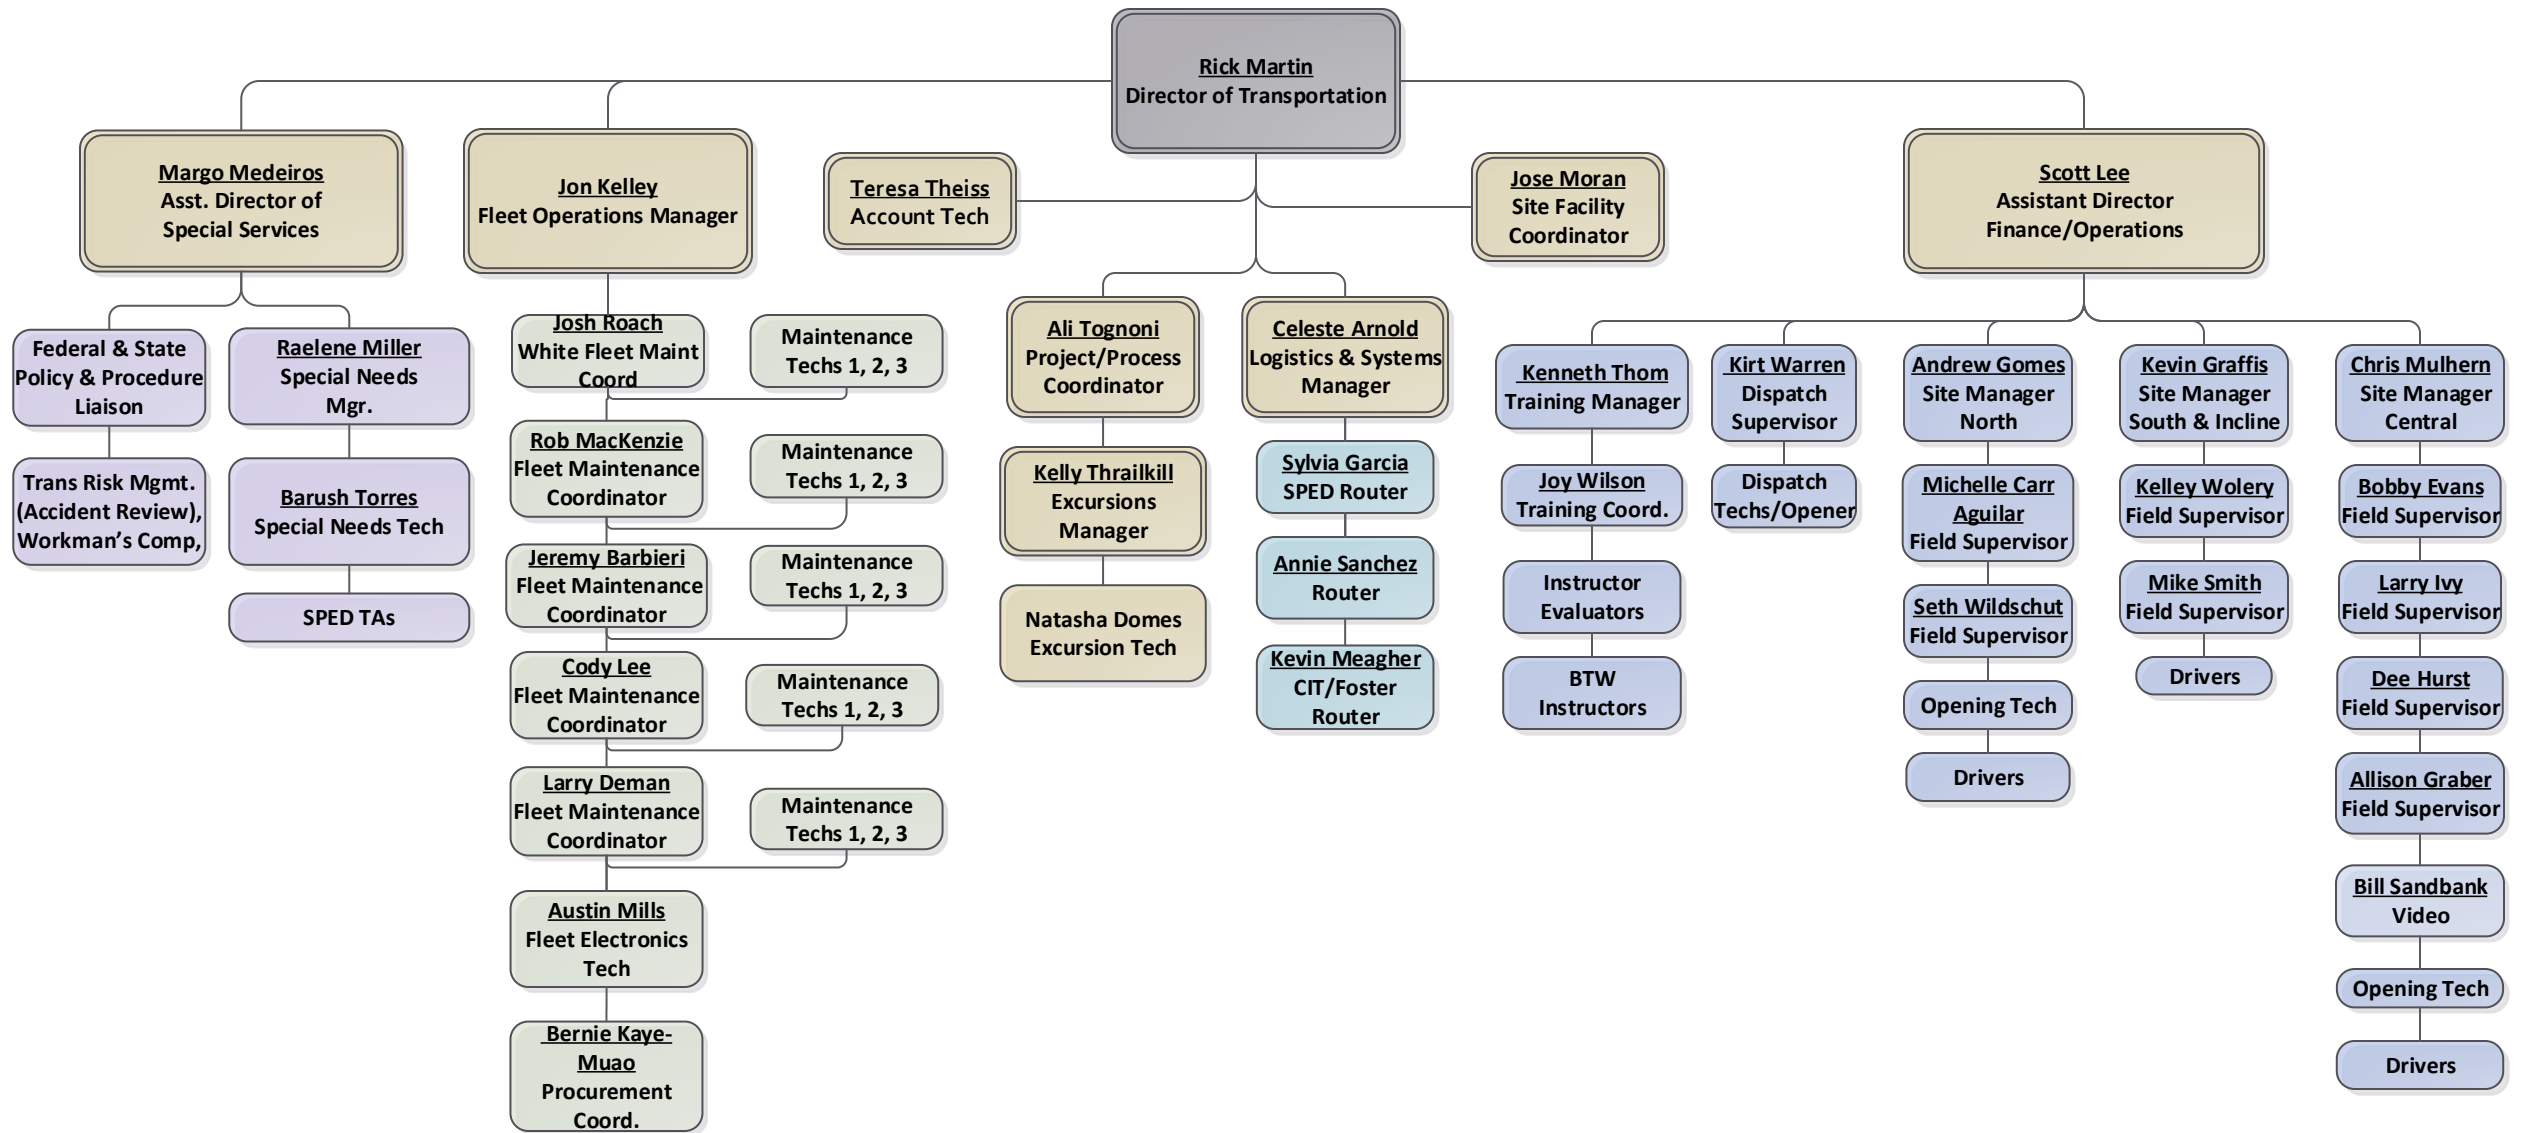 Rick Martin
Director of Transportation
Margo Medeiros
Asst. Director of
Special Services
Jon Kelley
Fleet Operations Manager
Teresa Theiss
Account Tech
Jose Moran
Site Facility
Coordinator
Scott Lee
Assistant Director
Finance/Operations
Federal & State
Policy & Procedure
Liaison
Trans Risk Mgmt.
(Accident Review),
Workman's Comp,
Raelene Miller
Special Needs
Mgr.
Barush Torres
Special Needs Tech
SPED TAs
Josh Roach
White Fleet Maint
Coord
Maintenance
Techs 1, 2, 3
Rob MacKenzie
Fleet Maintenance
Coordinator
Maintenance
Techs 1, 2, 3
Jeremy Barbieri
Fleet Maintenance
Coordinator
Maintenance
Techs 1, 2, 3
Cody Lee
Fleet Maintenance
Coordinator
Maintenance
Techs 1, 2, 3
Larry Deman
Fleet Maintenance
Coordinator
Maintenance
Techs 1, 2, 3
Austin Mills
Fleet Electronics
Tech
Bernie Kaye-
Muao
Procurement
Coord.
Ali Tognoni
Project/Process
Coordinator
Kelly Thrailkill
Excursions
Manager
Natasha Domes
Excursion Tech
Celeste Arnold
Logistics & Systems
Manager
Sylvia Garcia
SPED Router
Annie Sanchez
Router
Kevin Meagher
CIT/Foster
Router
Kenneth Thom
Training Manager
Joy Wilson
Training Coord.
Instructor
Evaluators
BTW
Instructors
Kirt Warren
Dispatch
Supervisor
Dispatch
Techs/Opener
Andrew Gomes
Site Manager
North
Michelle Carr
Aguilar
Field Supervisor
Seth Wildschut
Field Supervisor
Opening Tech
Drivers
Kevin Graffis
Site Manager
South & Incline
Kelley Wolery
Field Supervisor
Mike Smith
Field Supervisor
Drivers
Chris Mulhern
Site Manager
Central
Bobby Evans
Field Supervisor
Larry Ivy
Field Supervisor
Dee Hurst
Field Supervisor
Allison Graber
Field Supervisor
Bill Sandbank
Video
Opening Tech
Drivers